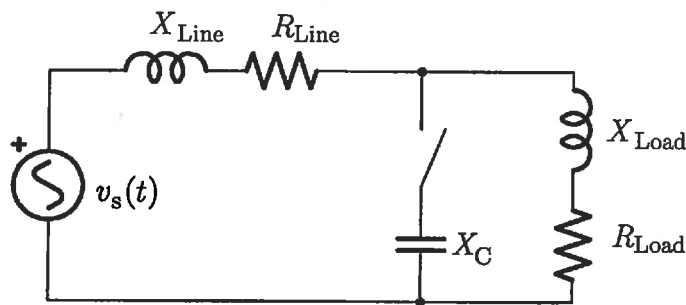 X_Line
R_Line
X_Load
+
v_s(t)
X_C
R_Load